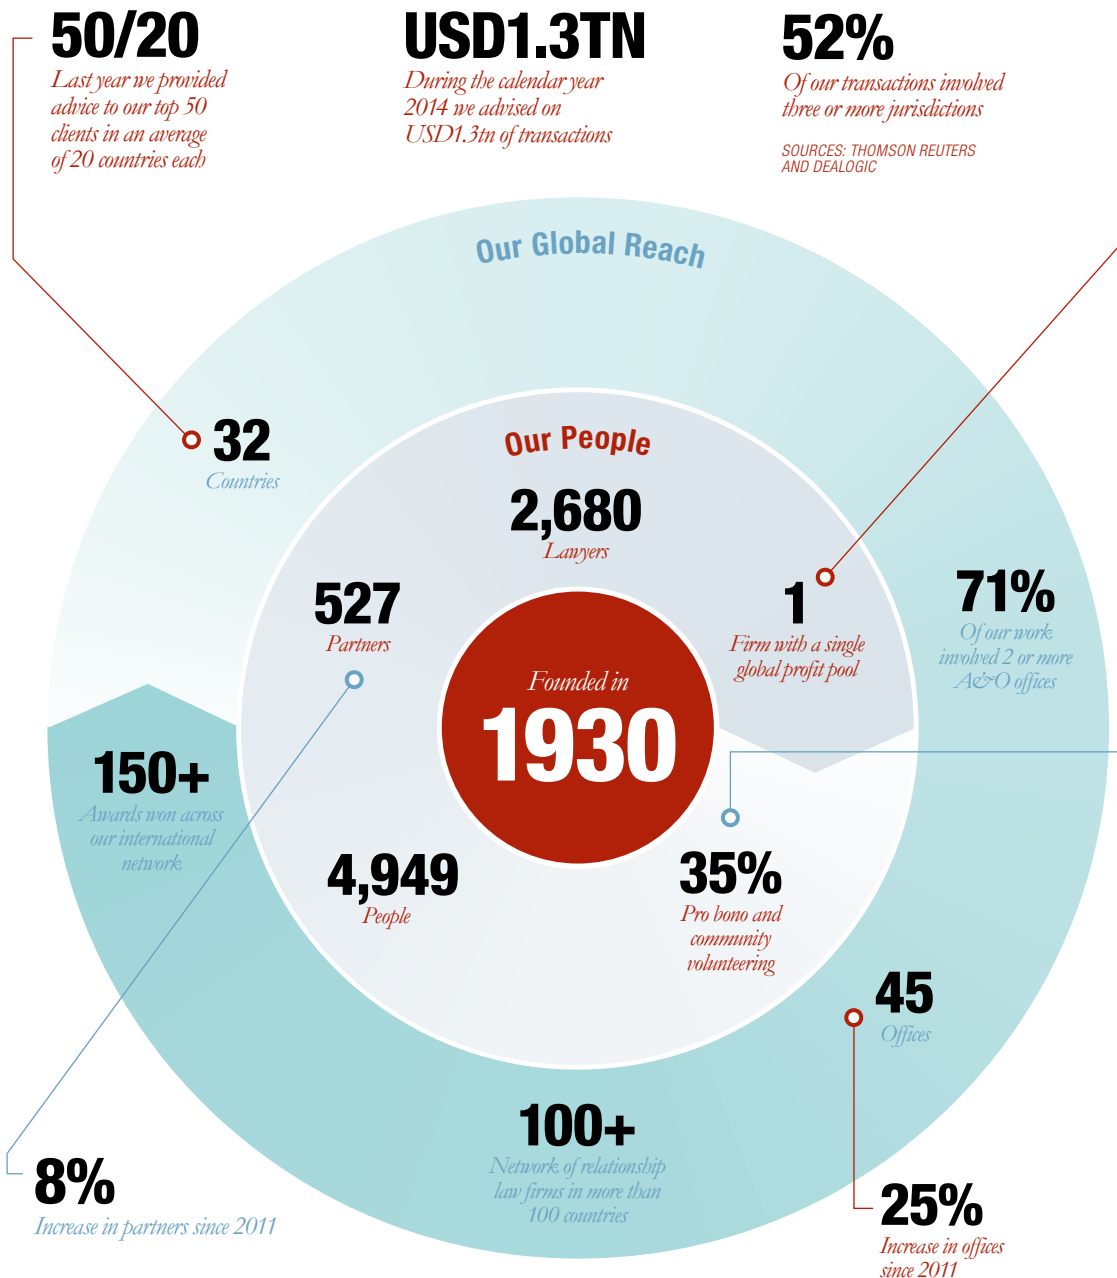 50/20
Last year we provided
advice to our top 50
clients in an average
of 20 countries each
USD1.3TN
During the calendar year
2014 we advised on
USD1.3tn of transactions
52%
Of our transactions involved
three or more jurisdictions
SOURCES: THOMSON REUTERS
AND DEALOGIC
Our Global Reach
32
Countries
Our People
2,680
Lawyers
527
Partners
1
Firm with a single
global profit pool
71%
Of our work
involved 2 or more
A&O offices
Founded in
1930
150+
Awards won across
our international
network
4,949
People
35%
Pro bono and
community
volunteering
45
Offices
100+
Network of relationship
law firms in more than
100 countries
8%
Increase in partners since 2011
25%
Increase in offices
since 2011